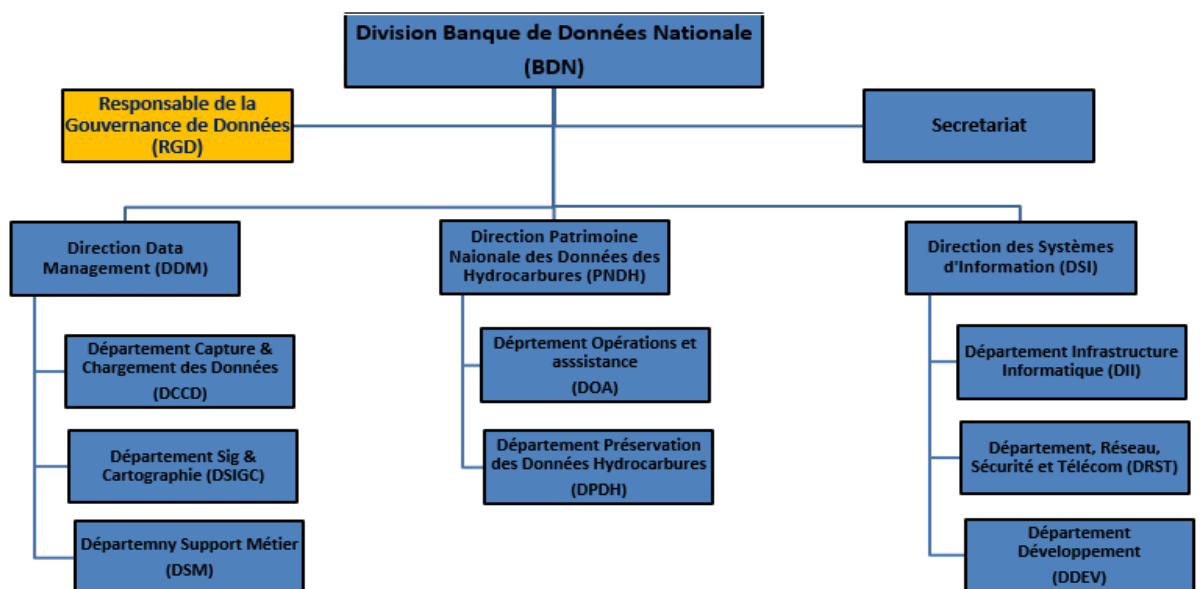 Division Banque de Données Nationale
(BDN)
Responsable de la
Gouvernance de Données
(RGD)
Secretariat
Direction Data
Management (DDM)
Direction Patrimoine
Naionale des Données des
Hydrocarbures (PNDH)
Direction des Systèmes
d'Information (DSI)
Département Capture &
Chargement des Données
(DCCD)
Déprtement Opérations et
asssistance
(DOA)
Département Infrastructure
Informatique (DII)
Département Sig &
Cartographie (DSIGC)
Département Préservation
des Données Hydrocarbures
(DPDH)
Département, Réseau,
Sécurité et Télécom (DRST)
Départemny Support Métier
(DSM)
Département
Développement
(DDEV)